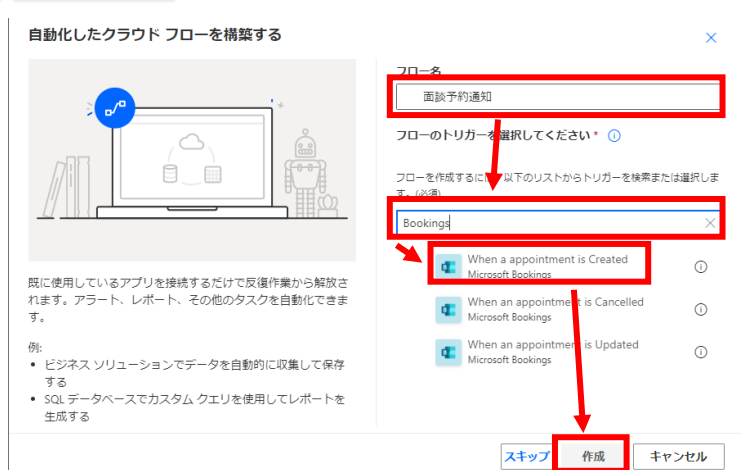 自動化したクラウド フローを構築する
既に使用しているアプリを接続するだけで反復作業から解放さ
れます。アラート、レポート、その他のタスクを自動化できま
す。
例:
• ビジネス ソリューションでデータを自動的に収集して保存
する
• SQL データベースでカスタム クエリを使用してレポートを
生成する
フロー名
面談予約通知
フローのトリガーを選択してください *
フローを作成するには、以下のリストからトリガーを検索または選択しま
す。(必須)
Bookings
When a appointment is Created
Microsoft Bookings
When an appointment is Cancelled
Microsoft Bookings
When an appointment is Updated
Microsoft Bookings
スキップ
作成
キャンセル